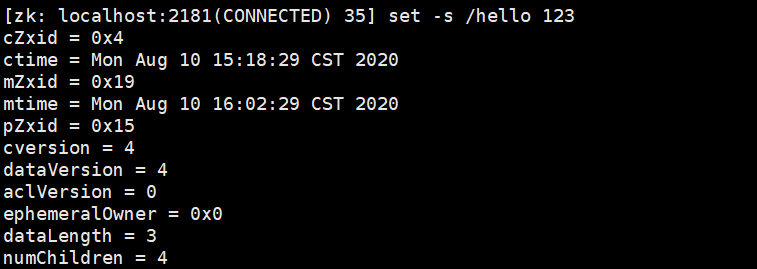 [zk: localhost:2181(CONNECTED) 35] set -s /hello 123
cZxid = 0x4
ctime = Mon Aug 10 15:18:29 CST 2020
mZxid = 0x19
mtime = Mon Aug 10 16:02:29 CST 2020
pZxid = 0x15
cversion = 4
dataVersion = 4
aclVersion = 0
ephemeralOwner = 0x0
dataLength = 3
numChildren = 4